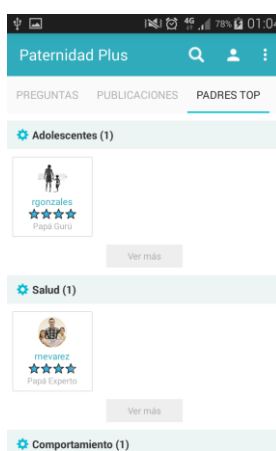 4G 78% 01:04
Paternidad Plus
PREGUNTAS PUBLICACIONES PADRES TOP
Adolescentes (1)
rgonzales
Papá Gurú
Ver más
Salud (1)
mevarez
Papá Experto
Ver más
Comportamiento (1)